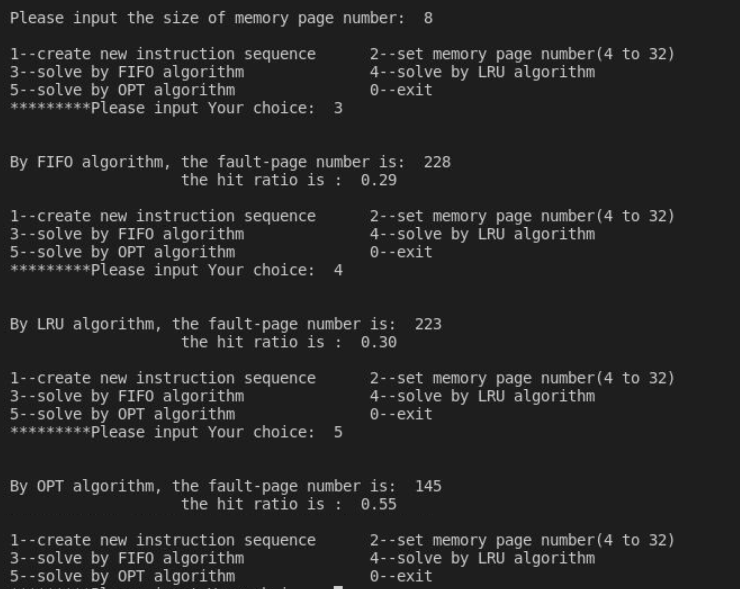 Please input the size of memory page number:  8
1--create new instruction sequence      2--set memory page number(4 to 32)
3--solve by FIFO algorithm              4--solve by LRU algorithm
5--solve by OPT algorithm               0--exit
*********Please input Your choice:  3
By FIFO algorithm, the fault-page number is:  228
                   the hit ratio is :  0.29
1--create new instruction sequence      2--set memory page number(4 to 32)
3--solve by FIFO algorithm              4--solve by LRU algorithm
5--solve by OPT algorithm               0--exit
*********Please input Your choice:  4
By LRU algorithm, the fault-page number is:  223
                   the hit ratio is :  0.30
1--create new instruction sequence      2--set memory page number(4 to 32)
3--solve by FIFO algorithm              4--solve by LRU algorithm
5--solve by OPT algorithm               0--exit
*********Please input Your choice:  5
By OPT algorithm, the fault-page number is:  145
                   the hit ratio is :  0.55
1--create new instruction sequence      2--set memory page number(4 to 32)
3--solve by FIFO algorithm              4--solve by LRU algorithm
5--solve by OPT algorithm               0--exit